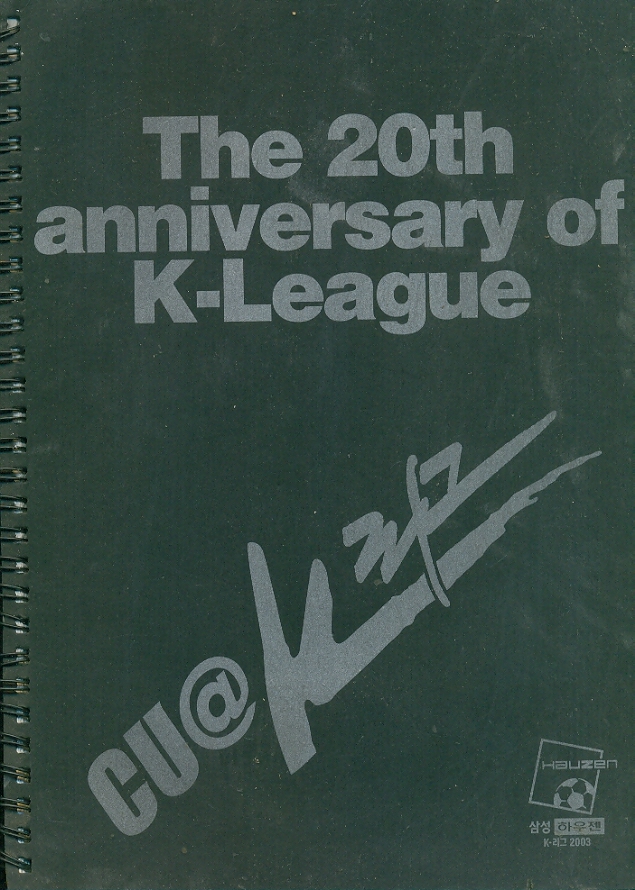 The 20th
anniversary of
K-League
CU@K리그
Hauzen
삼성 하우젠
K-리그 2003